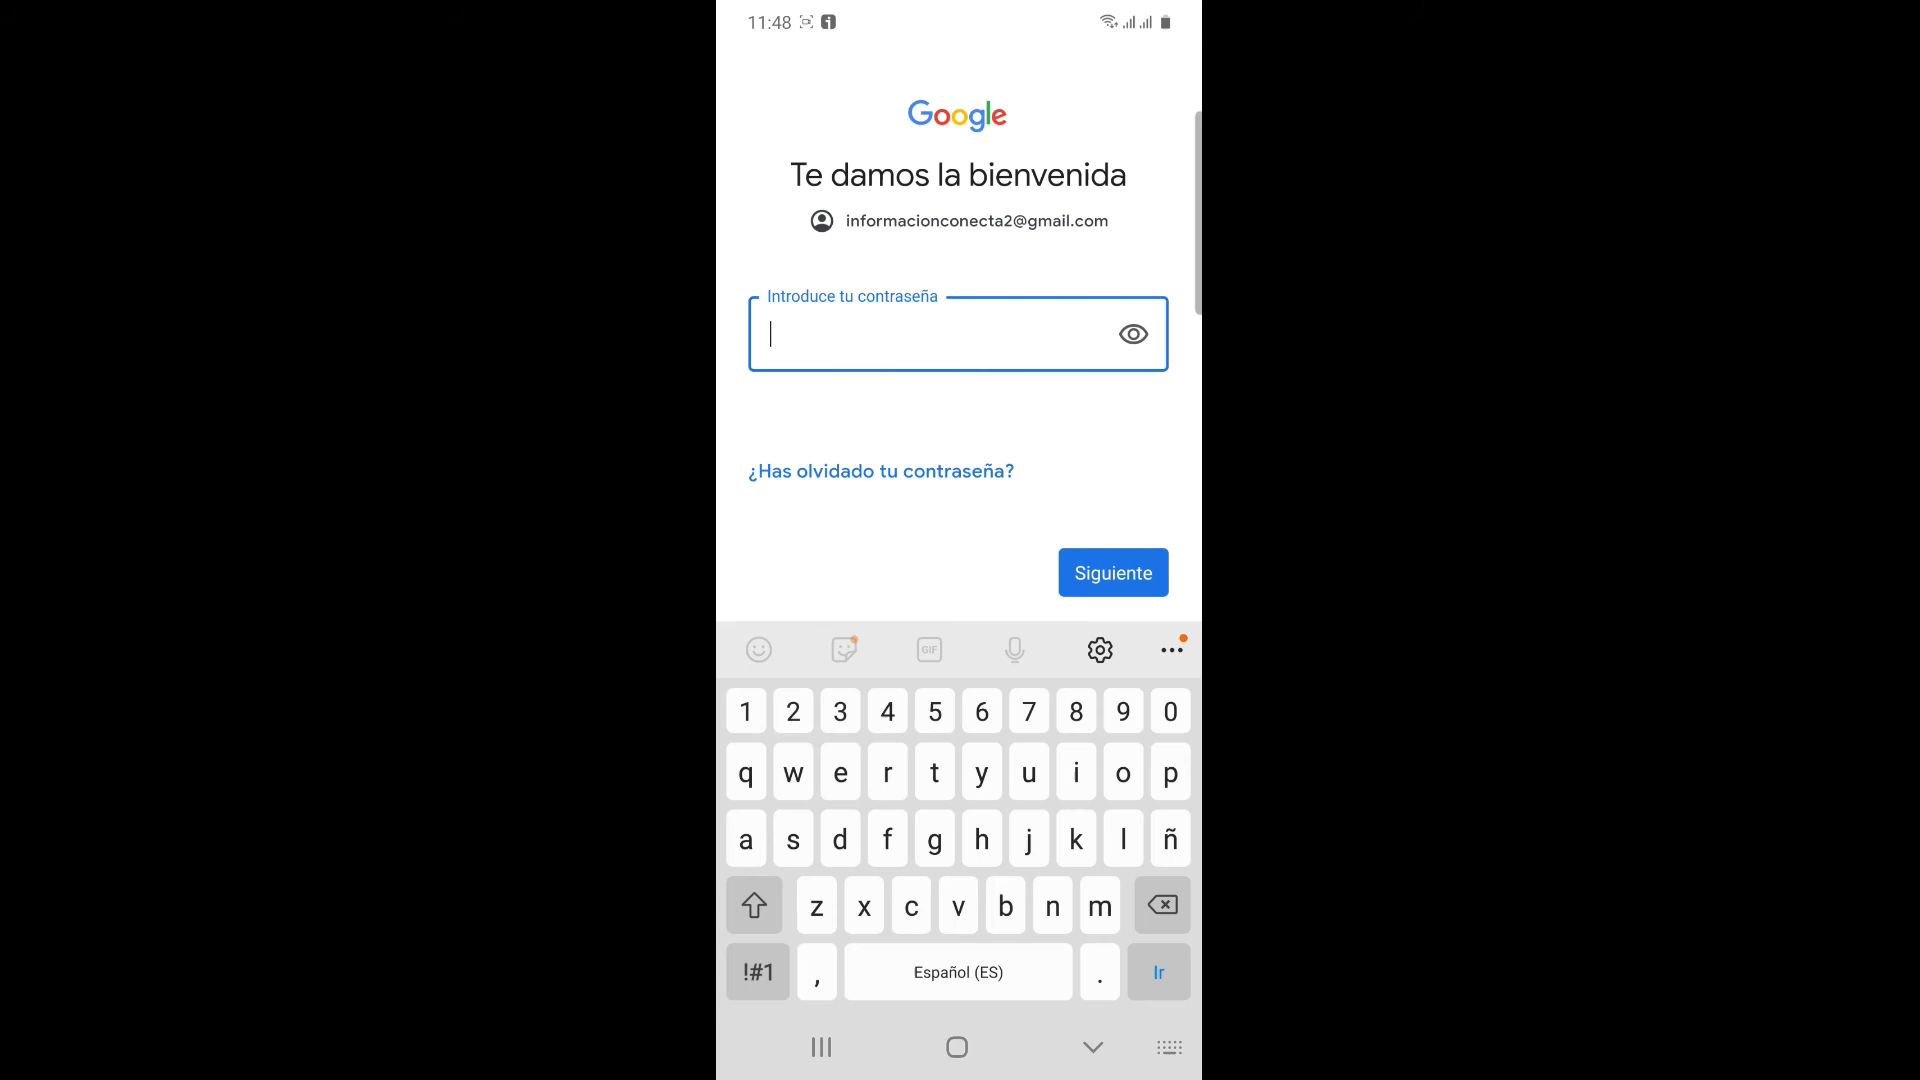 11:48
Google
Te damos la bienvenida
informacionconecta2@gmail.com
Introduce tu contraseña
¿Has olvidado tu contraseña?
Siguiente
GIF
1 2 3 4 5 6 7 8 9 0
q w e r t y u i o p
a s d f g h j k l ñ
z x c v b n m
!#1 , Español (ES) . Ir